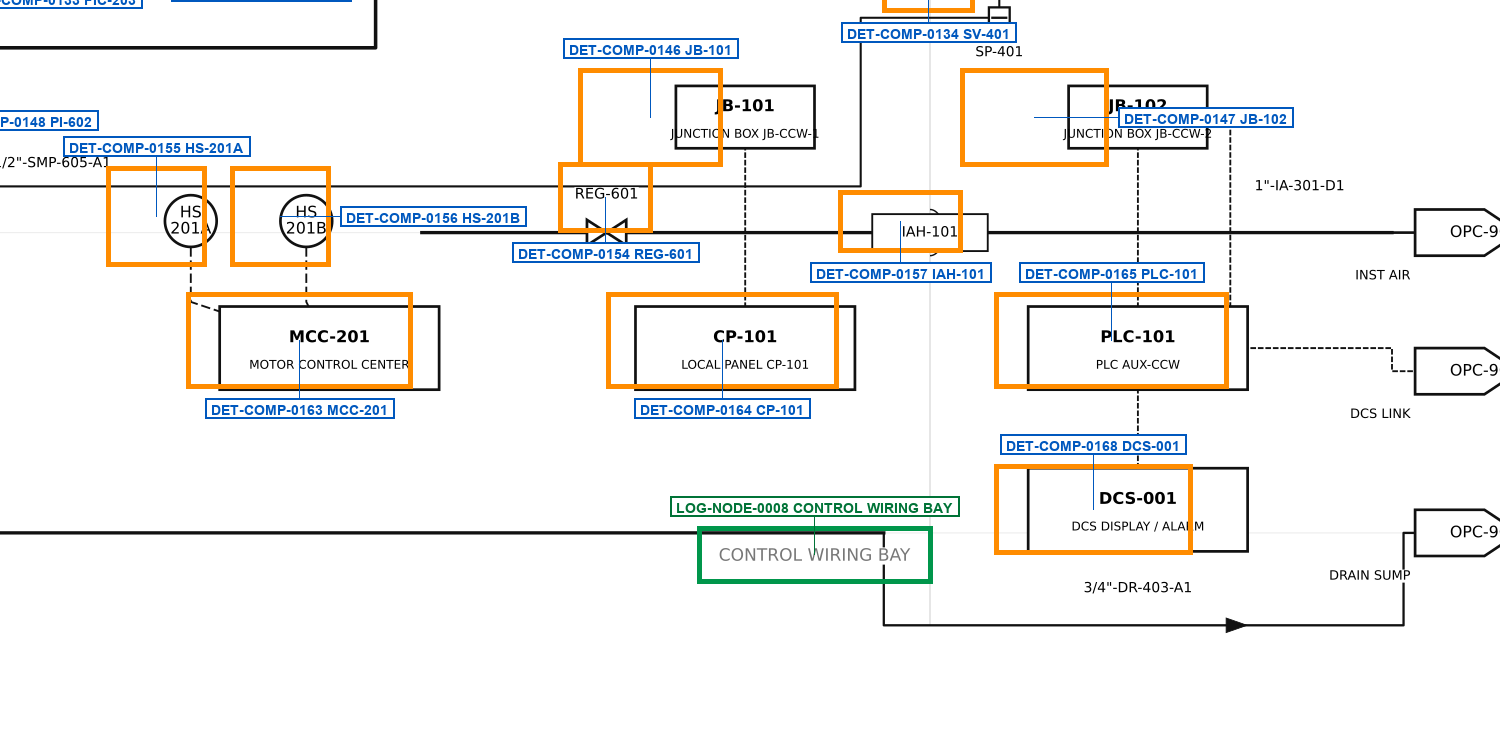 DET-COMP-0133 PIC-203
DET-COMP-0134 SV-401
SP-401
DET-COMP-0146 JB-101
JB-101
JUNCTION BOX JB-CCW-1
JB-102
DET-COMP-0147 JB-102
JUNCTION BOX JB-CCW-2
P-0148 PI-602
DET-COMP-0155 HS-201A
/2"-SMP-605-A1
REG-601
1"-IA-301-D1
HS
201A
HS
201B
DET-COMP-0156 HS-201B
IAH-101
OPC-9
DET-COMP-0154 REG-601
DET-COMP-0157 IAH-101
DET-COMP-0165 PLC-101
INST AIR
MCC-201
MOTOR CONTROL CENTER
CP-101
LOCAL PANEL CP-101
PLC-101
PLC AUX-CCW
OPC-9
DET-COMP-0163 MCC-201
DET-COMP-0164 CP-101
DCS LINK
DET-COMP-0168 DCS-001
DCS-001
DCS DISPLAY / ALARM
LOG-NODE-0008 CONTROL WIRING BAY
CONTROL WIRING BAY
OPC-9
DRAIN SUMP
3/4"-DR-403-A1